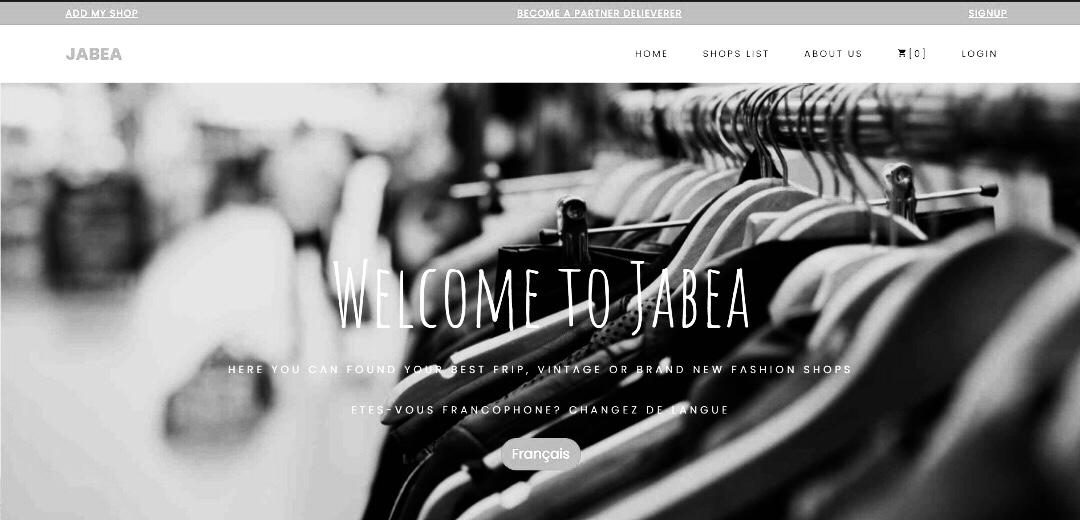 ADD MY SHOP BECOME A PARTNER DELIEVERER SIGNUP
JABEA HOME SHOPS LIST ABOUT US [0] LOGIN
WELCOME TO JABEA
HERE YOU CAN FOUND YOUR BEST FRIP, VINTAGE OR BRAND NEW FASHION SHOPS
ETES-VOUS FRANCOPHONE? CHANGEZ DE LANGUE
Français